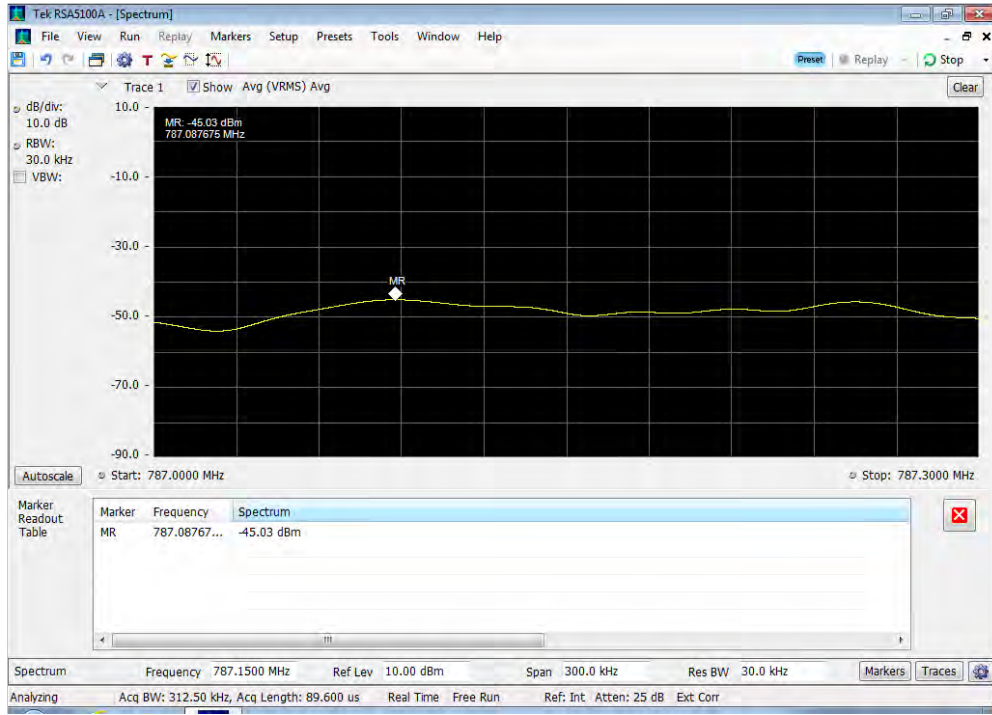 Tek RSA5100A - [Spectrum]
File View Run Replay Markers Setup Presets Tools Window Help
T Preset Replay Stop
Trace 1 Show Avg (VRMS) Avg Clear
dB/div:
10.0 dB
RBW:
30.0 kHz
VBW:
10.0
-10.0
-30.0
-50.0
-70.0
-90.0
MR: -45.03 dBm
787.087675 MHz
MR
Autoscale Start: 787.0000 MHz Stop: 787.3000 MHz
Marker
Readout
Table
Marker Frequency Spectrum
MR 787.08767... -45.03 dBm
Spectrum Frequency 787.1500 MHz Ref Lev 10.00 dBm Span 300.0 kHz Res BW 30.0 kHz Markers Traces
Analyzing Acq BW: 312.50 kHz, Acq Length: 89.600 us Real Time Free Run Ref: Int Atten: 25 dB Ext Corr